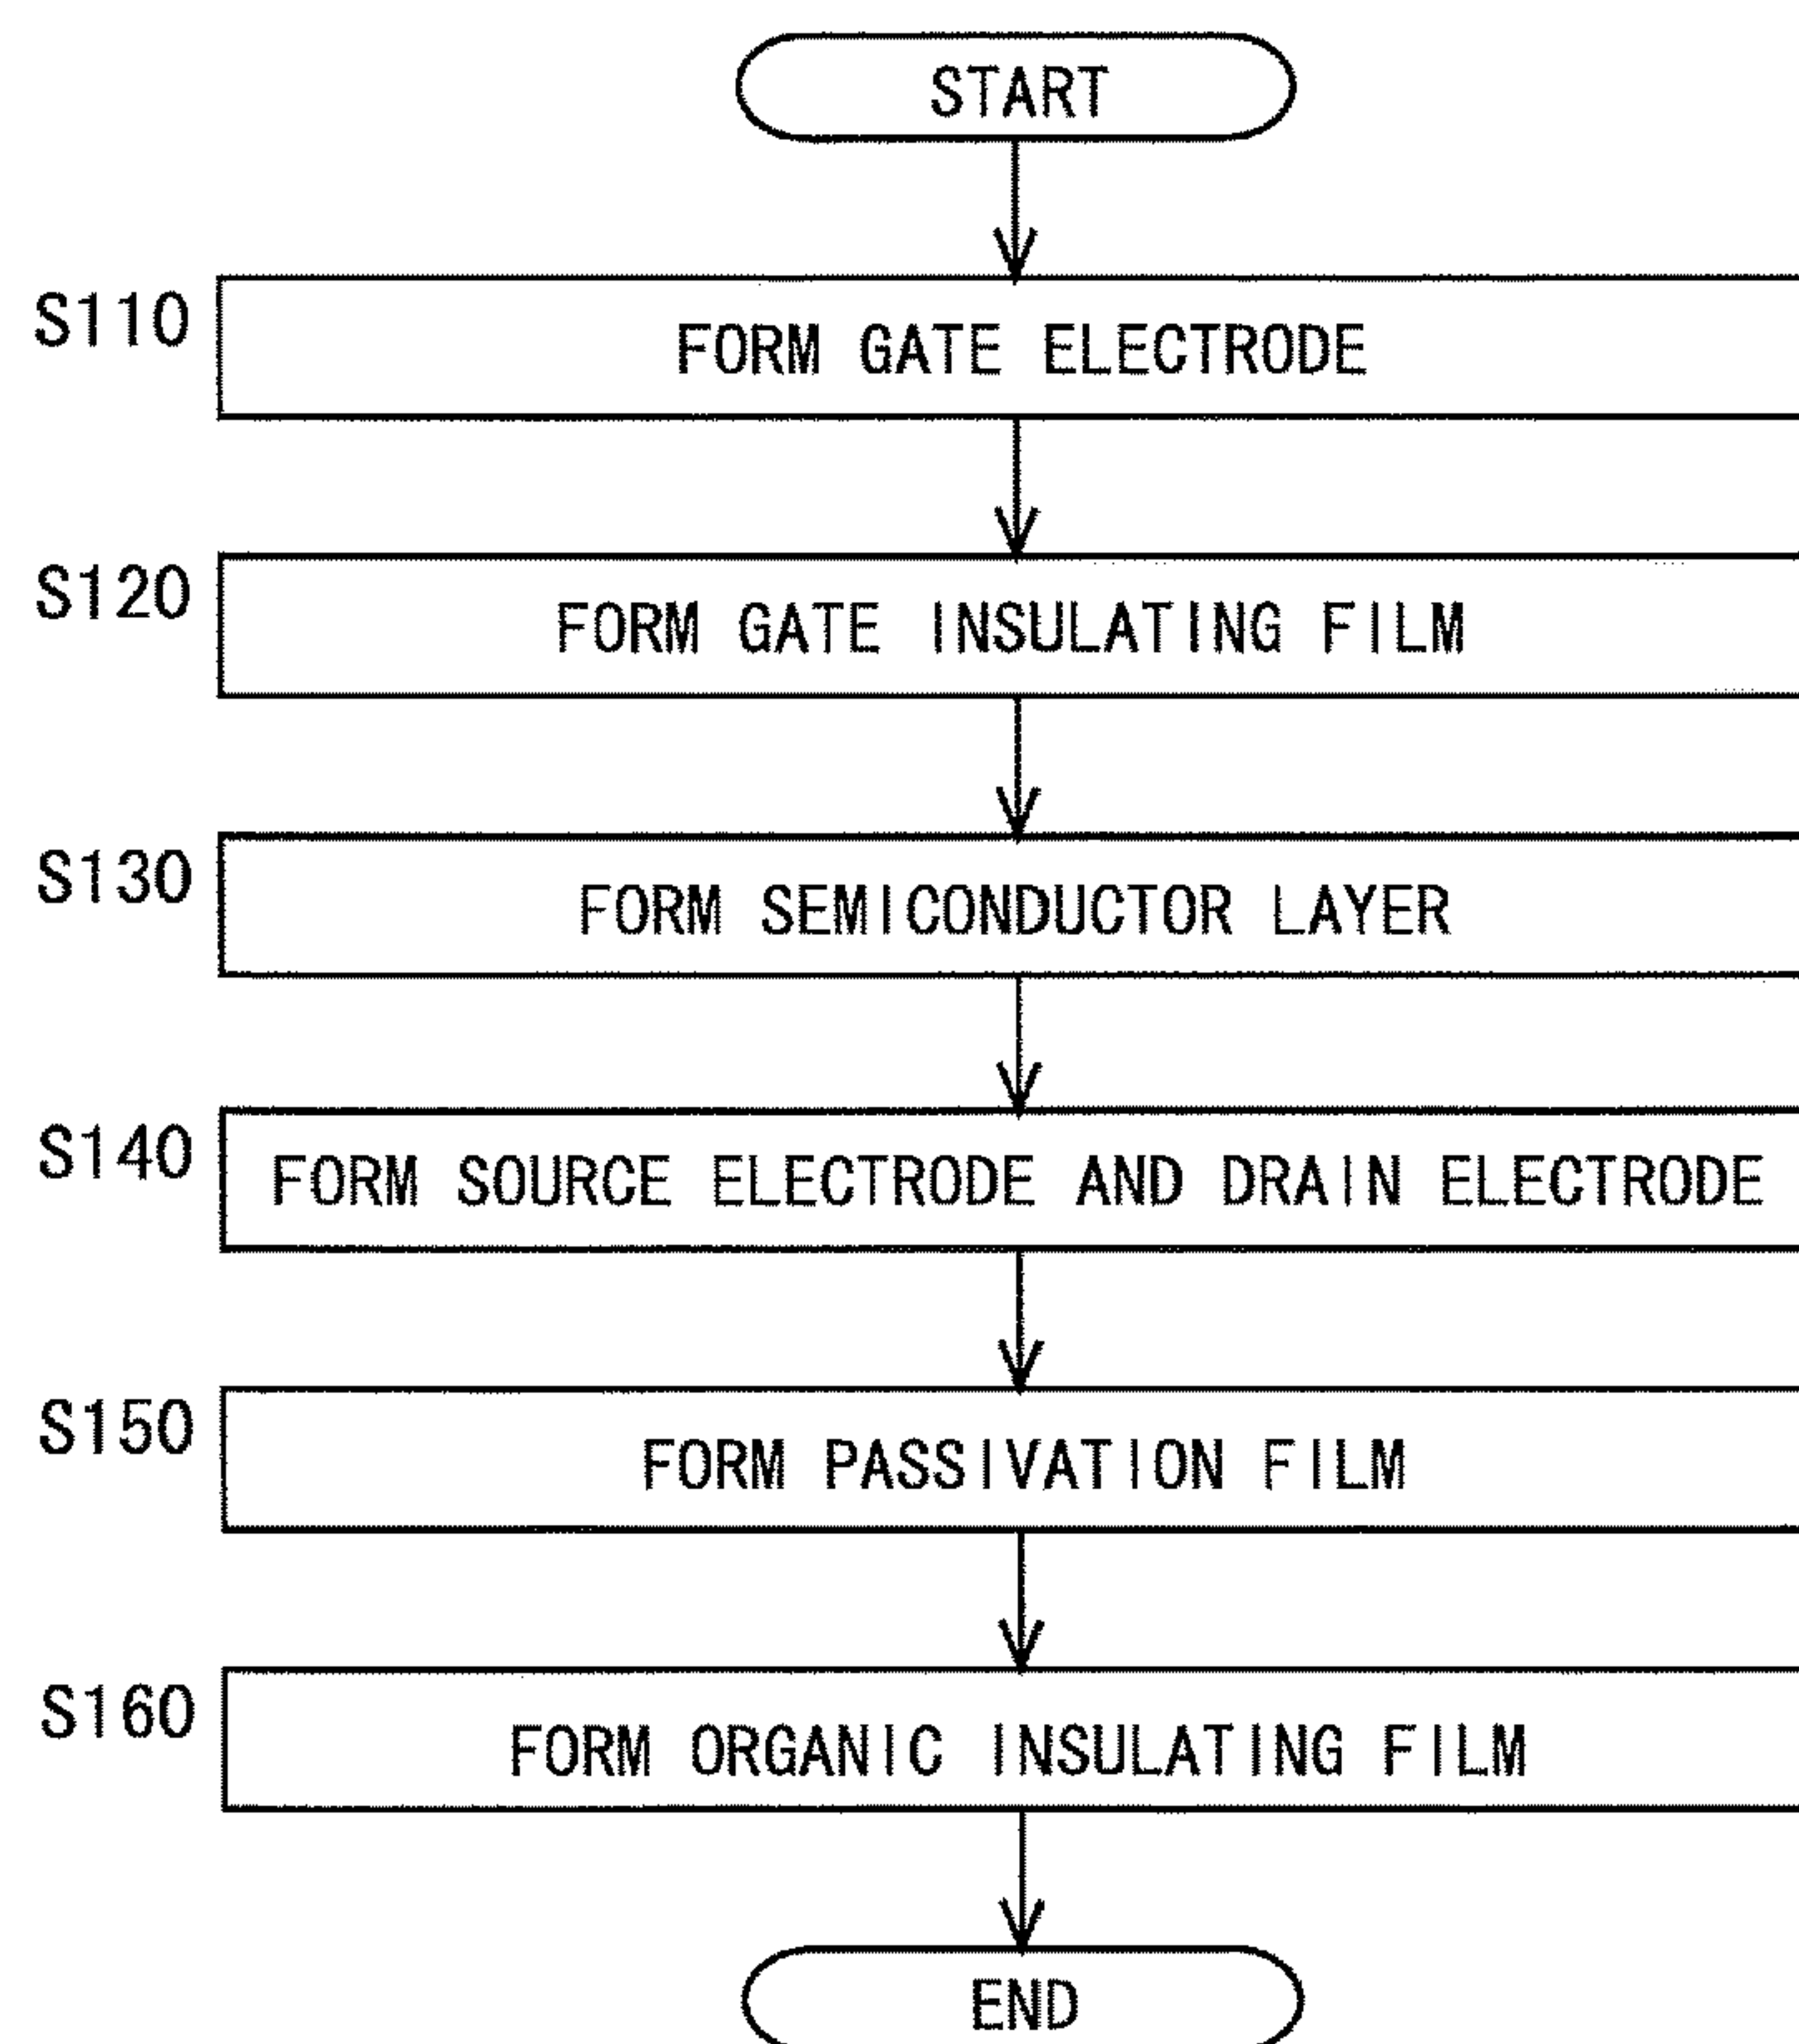 START
S110
FORM GATE ELECTRODE
S120
FORM GATE INSULATING FILM
S130
FORM SEMICONDUCTOR LAYER
S140
FORM SOURCE ELECTRODE AND DRAIN ELECTRODE
S150
FORM PASSIVATION FILM
S160
FORM ORGANIC INSULATING FILM
END